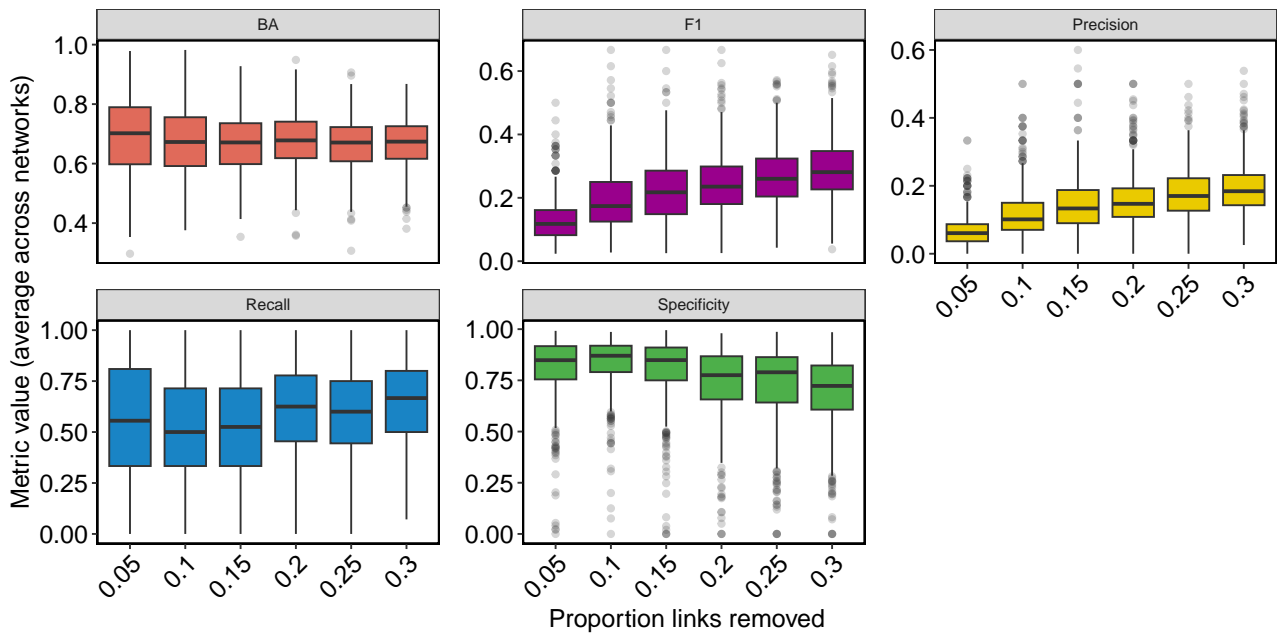 BA
F1
Precision
1.0
0.8
0.6
0.4
0.6
0.4
0.2
0.0
0.6
0.4
0.2
0.0
0.05 0.1 0.15 0.2 0.25 0.3
Metric value (average across networks)
Recall
Specificity
1.00
0.75
0.50
0.25
0.00
1.00
0.75
0.50
0.25
0.00
0.05 0.1 0.15 0.2 0.25 0.3
0.05 0.1 0.15 0.2 0.25 0.3
Proportion links removed